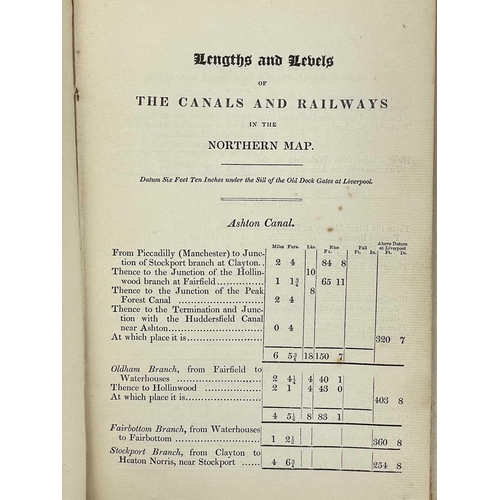 Lengths and Levels
OF
THE CANALS AND RAILWAYS
IN THE
NORTHERN MAP.
Datum Six Feet Ten Inches under the Sill of the Old Dock Gates at Liverpool.
Ashton Canal.
Miles Furs. Lks. Rise Ft. In. Fall Ft. In. Above Datum at Liverpool Ft. In.
From Piccadilly (Manchester) to Junc-
tion of Stockport branch at Clayton.. 2 4 10 84 8
Thence to the Junction of the Hollin-
wood branch at Fairfield 1 1¾ 8 65 11
Thence to the Junction of the Peak
Forest Canal 2 4
Thence to the Termination and Junc-
tion with the Huddersfield Canal
near Ashton 0 4
At which place it is 320 7
6 5¾ 18 150 7
Oldham Branch, from Fairfield to
Waterhouses 2 4¼ 4 40 1
Thence to Hollinwood 2 1 4 43 0
At which place it is 403 8
4 5¼ 8 83 1
Fairbottom Branch, from Waterhouses
to Fairbottom 1 2½ 360 8
Stockport Branch, from Clayton to
Heaton Norris, near Stockport 4 6¾ 254 8